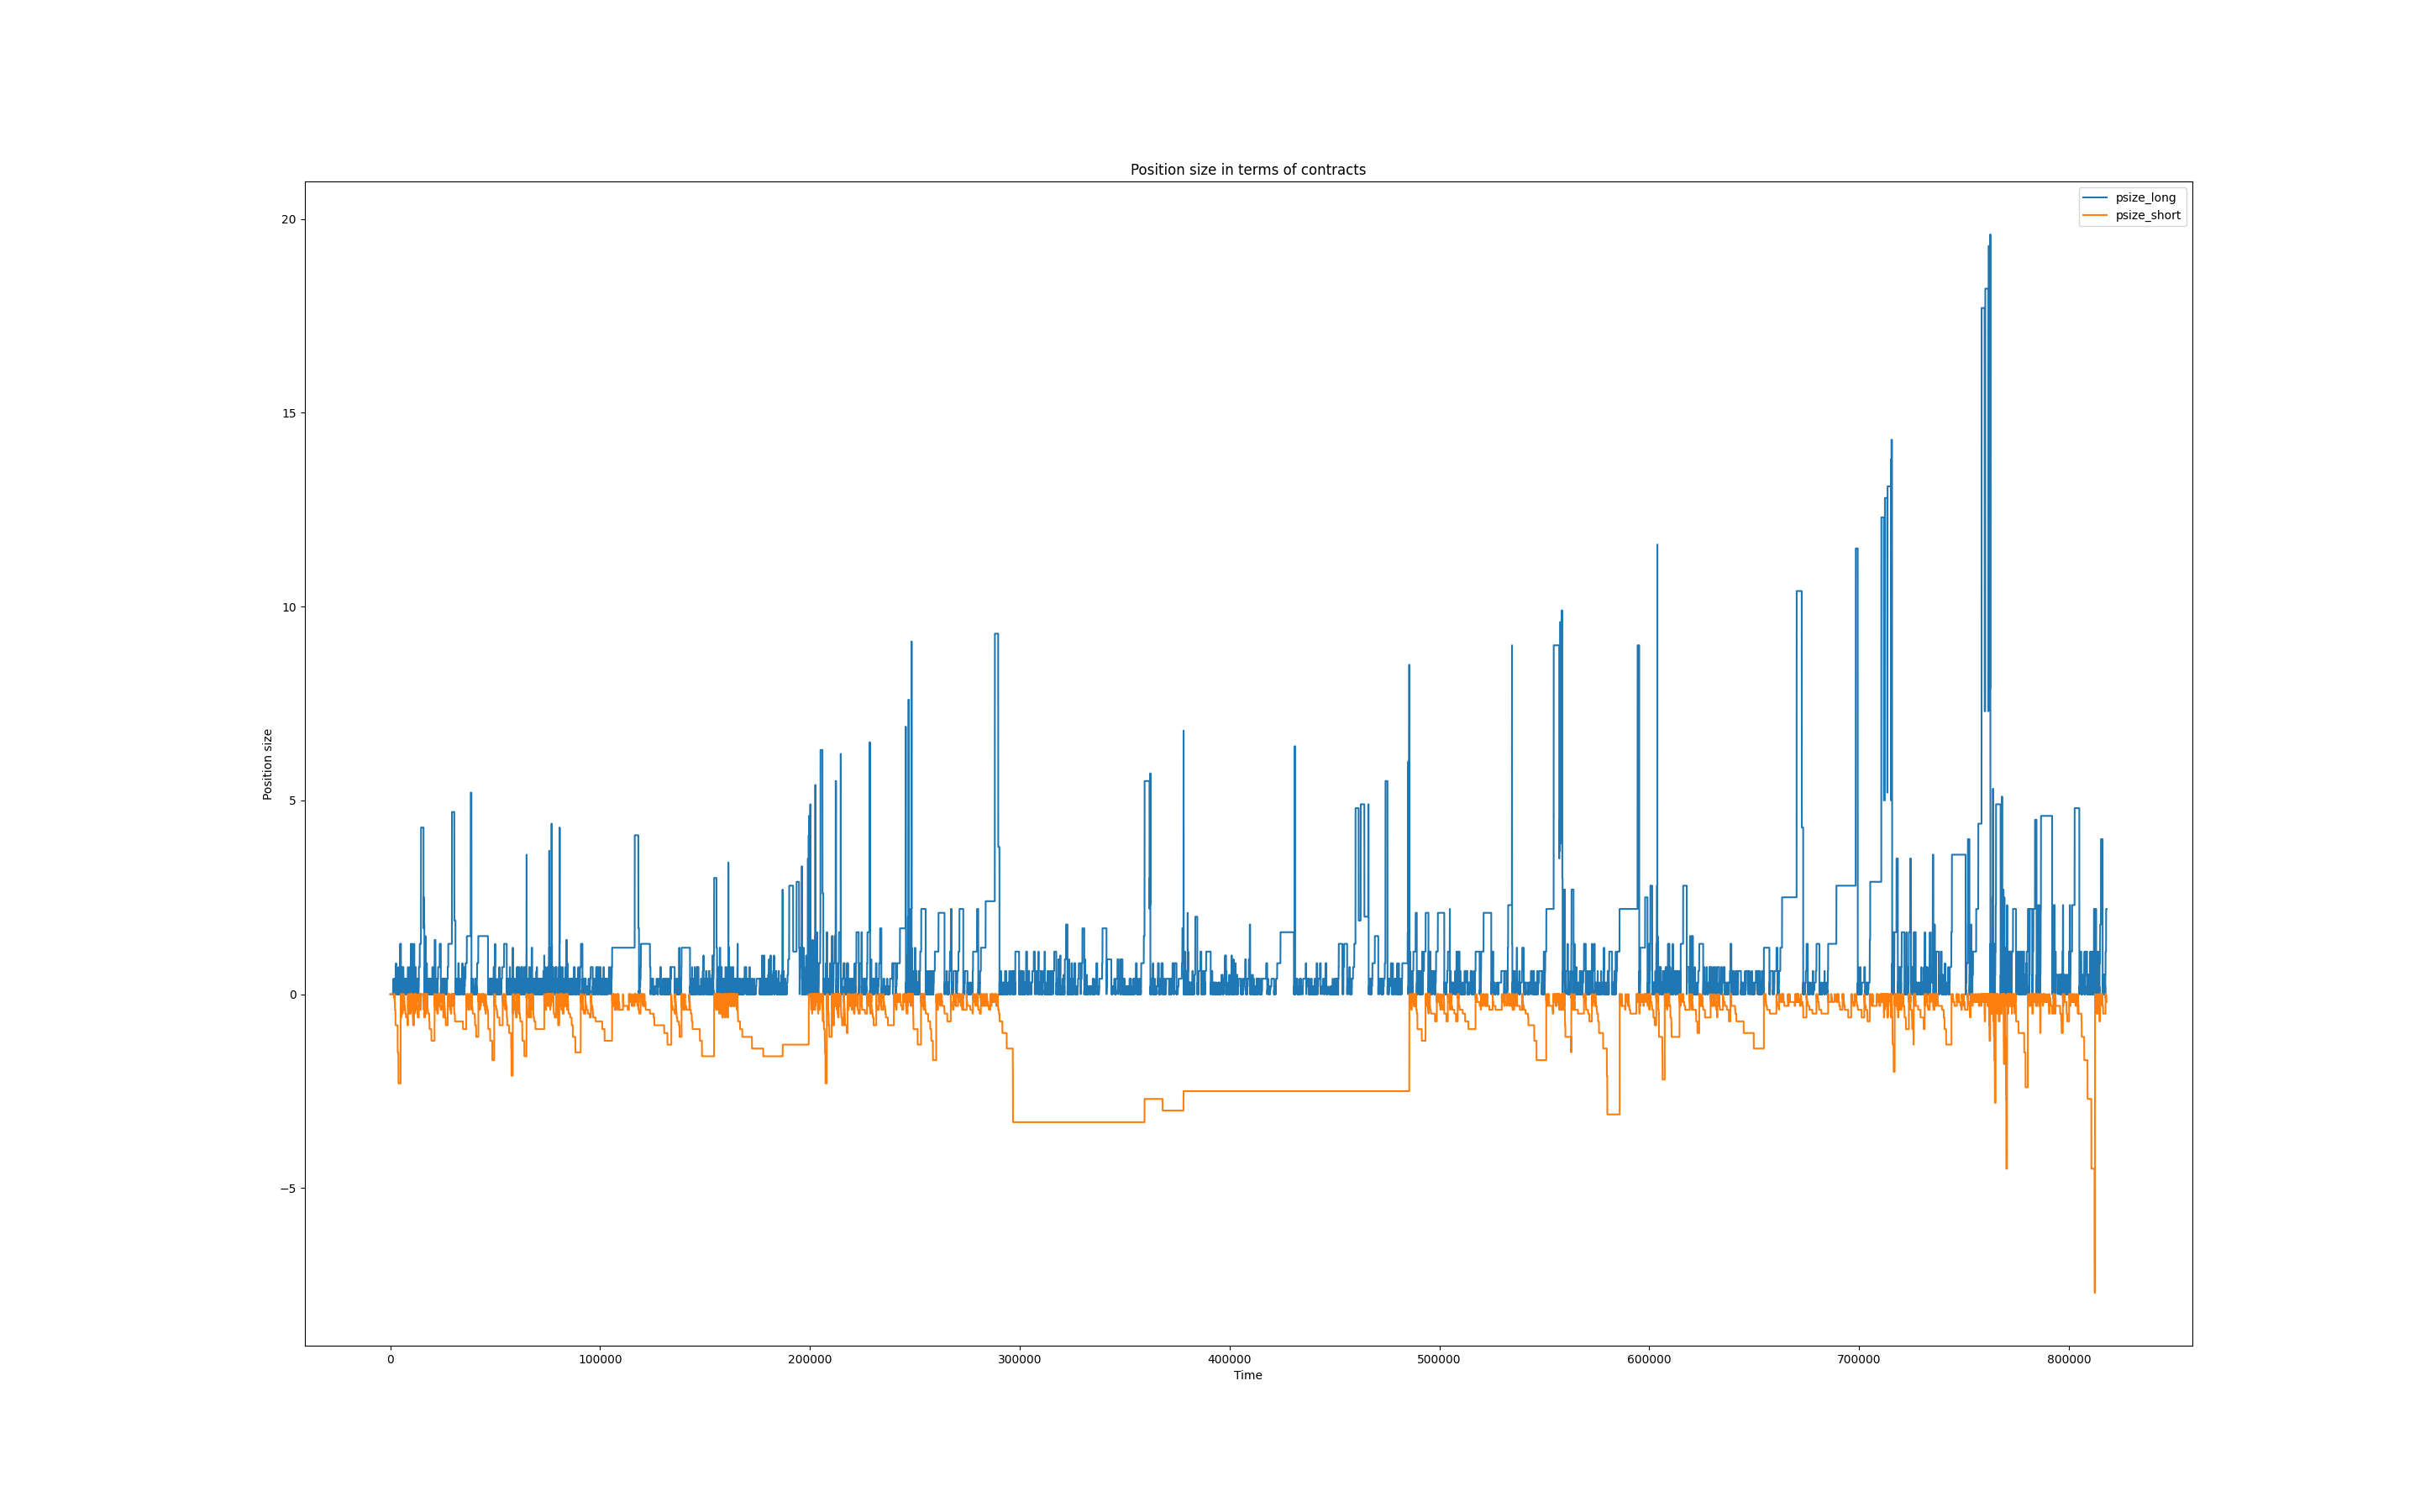 Position size in terms of contracts
psize_long
psize_short
20
15
10
5
0
−5
Position size
0 100000 200000 300000 400000 500000 600000 700000 800000
Time